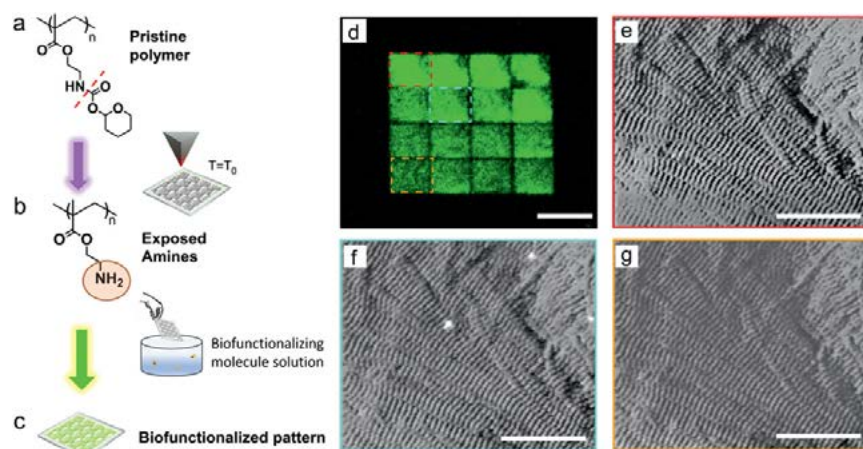 a
n
O
O
HN
O
O
O
Pristine
polymer
T=T₀
b
n
O
O
NH₂
Exposed
Amines
Biofunctionalizing
molecule solution
c
Biofunctionalized pattern
d
e
f
g